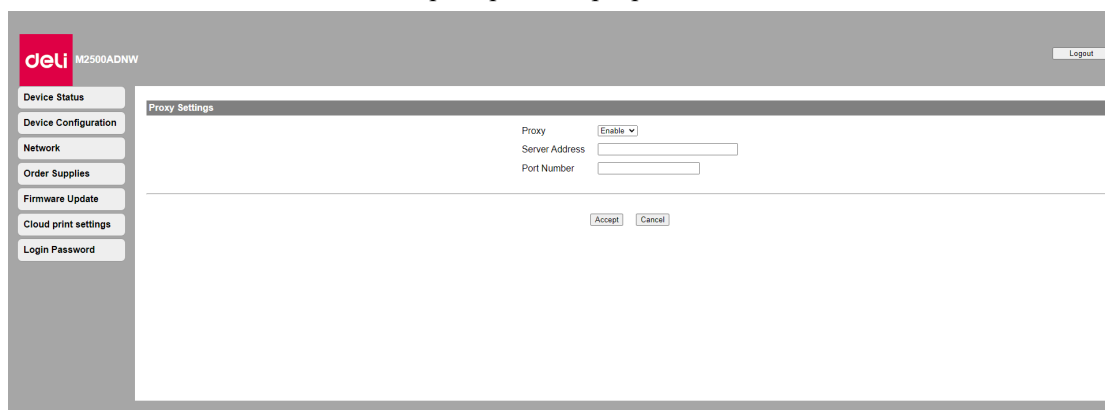 deli M2500ADNW
Logout
Device Status
Device Configuration
Network
Order Supplies
Firmware Update
Cloud print settings
Login Password
Proxy Settings
Proxy Enable
Server Address
Port Number
Accept Cancel